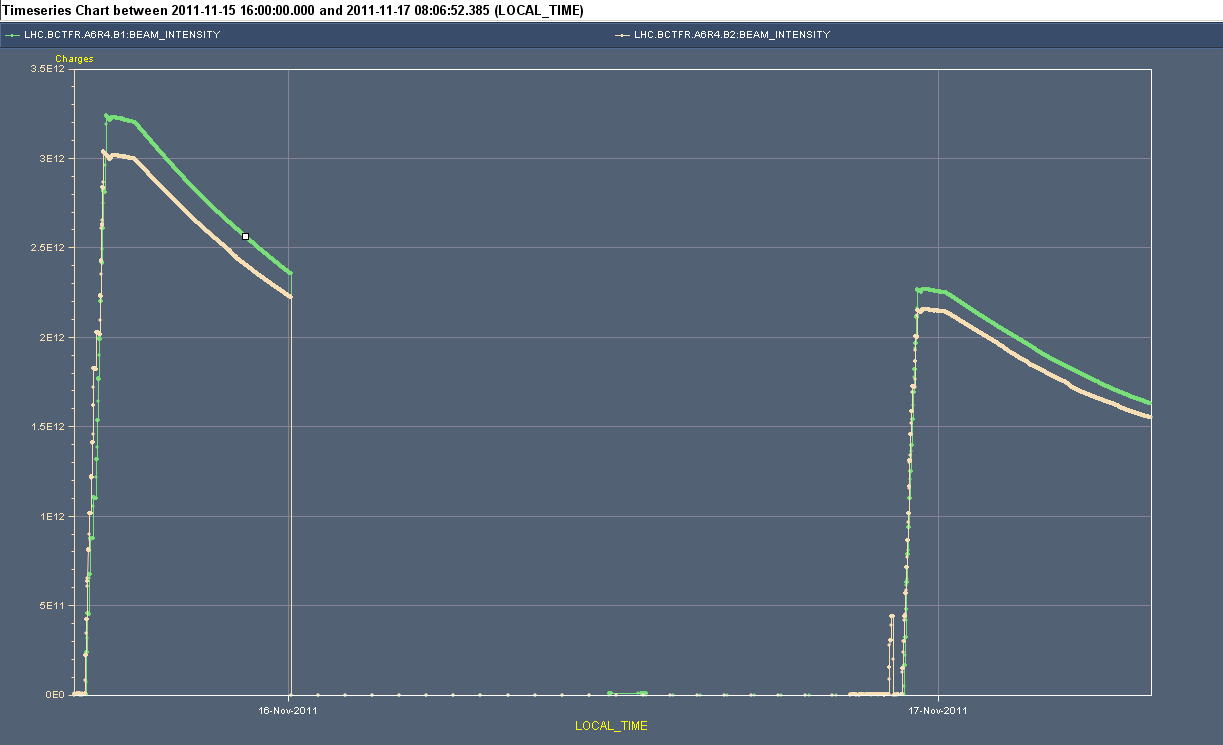 Timeseries Chart between 2011-11-15 16:00:00.000 and 2011-11-17 08:06:52.385 (LOCAL_TIME)
LHC.BCTFR.A6R4.B1:BEAM_INTENSITY LHC.BCTFR.A6R4.B2:BEAM_INTENSITY
Charges
3.5E12
3E12
2.5E12
2E12
1.5E12
1E12
5E11
0E0
16-Nov-2011 17-Nov-2011
LOCAL_TIME